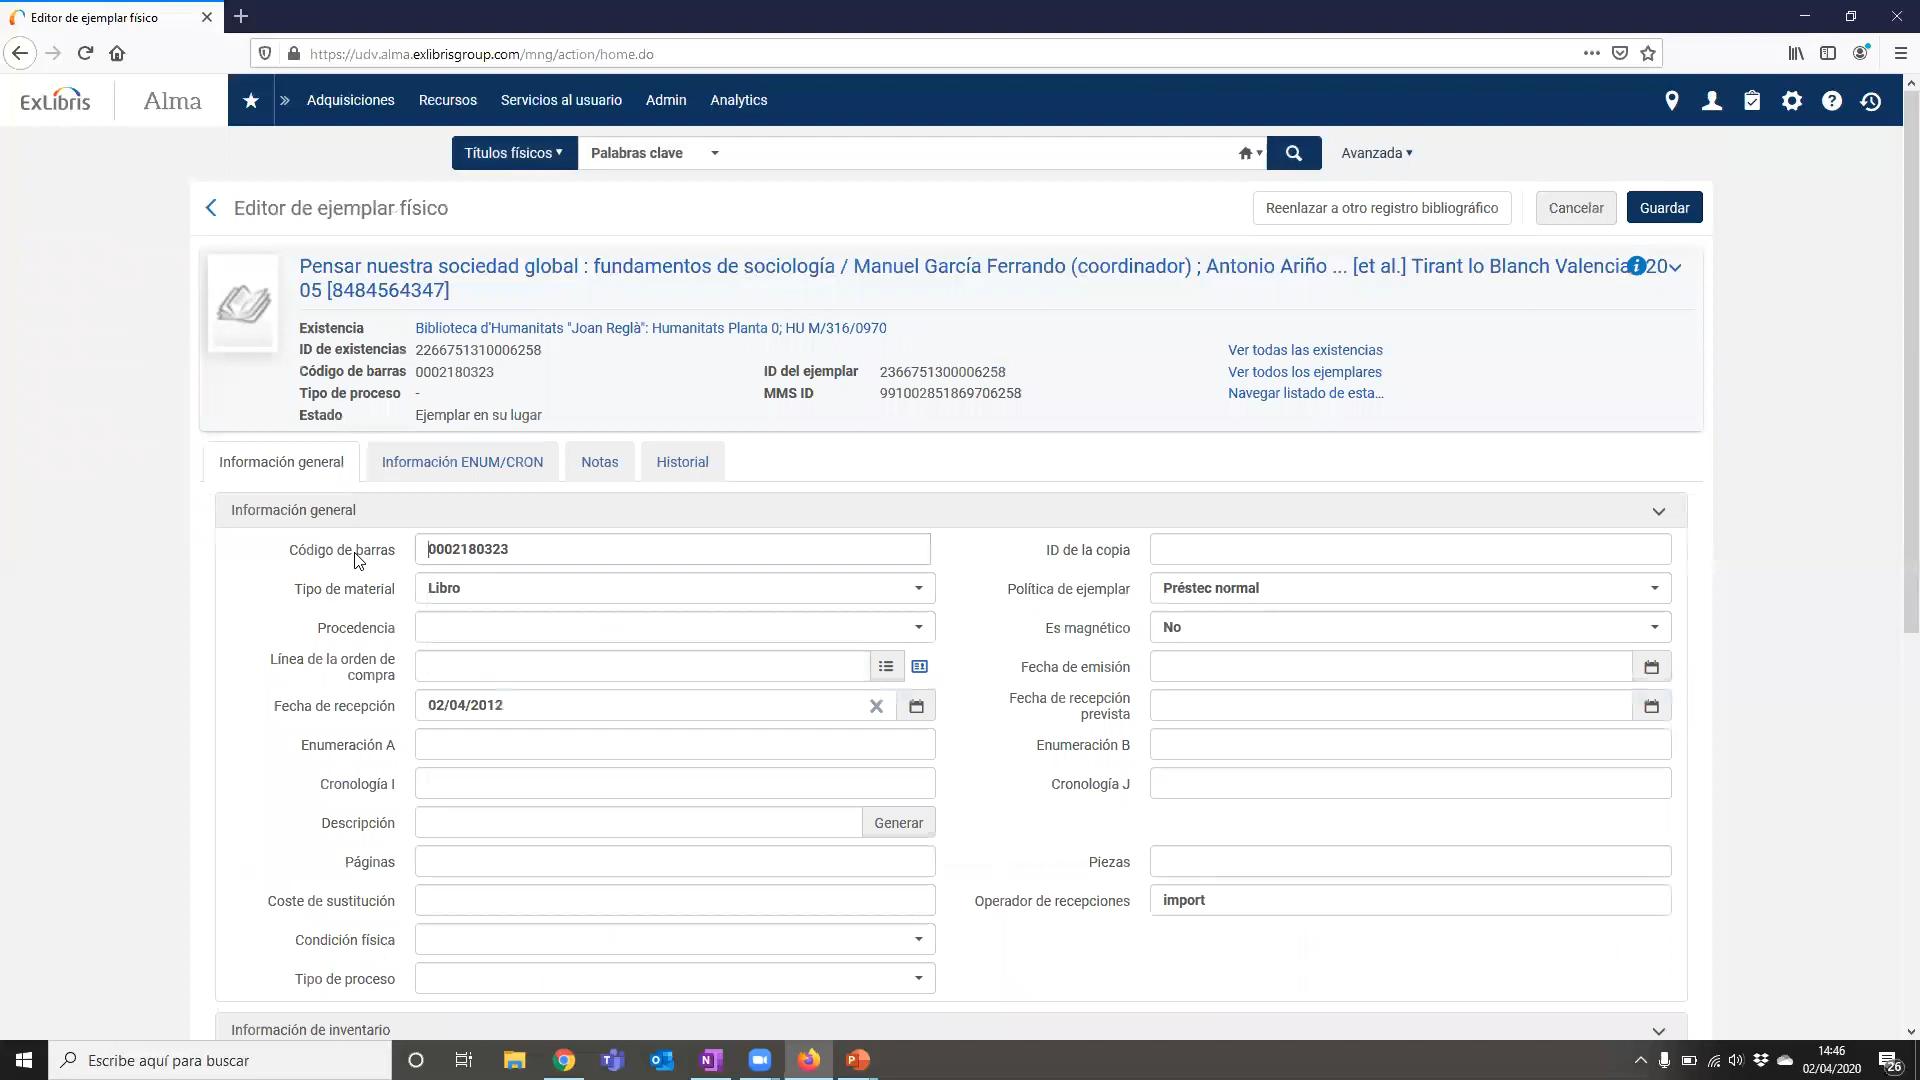 Editor de ejemplar físico
https://udv.alma.exlibrisgroup.com/mng/action/home.do
ExLibris Alma
Adquisiciones Recursos Servicios al usuario Admin Analytics
Títulos físicos Palabras clave Avanzada
Editor de ejemplar físico Reenlazar a otro registro bibliográfico Cancelar Guardar
Pensar nuestra sociedad global : fundamentos de sociología / Manuel García Ferrando (coordinador) ; Antonio Ariño ... [et al.] Tirant lo Blanch Valencia 20
05 [8484564347]
Existencia Biblioteca d'Humanitats "Joan Reglà": Humanitats Planta 0; HU M/316/0970
ID de existencias 2266751310006258 Ver todas las existencias
Código de barras 0002180323 ID del ejemplar 2366751300006258 Ver todos los ejemplares
Tipo de proceso - MMS ID 991002851869706258 Navegar listado de esta...
Estado Ejemplar en su lugar
Información general Información ENUM/CRON Notas Historial
Información general
Código de barras 0002180323 ID de la copia
Tipo de material Libro Política de ejemplar Préstec normal
Procedencia Es magnético No
Línea de la orden de
compra Fecha de emisión
Fecha de recepción 02/04/2012 Fecha de recepción
prevista
Enumeración A Enumeración B
Cronología I Cronología J
Descripción Generar
Páginas Piezas
Coste de sustitución Operador de recepciones import
Condición física
Tipo de proceso
Información de inventario
Escribe aquí para buscar
14:46
02/04/2020
26